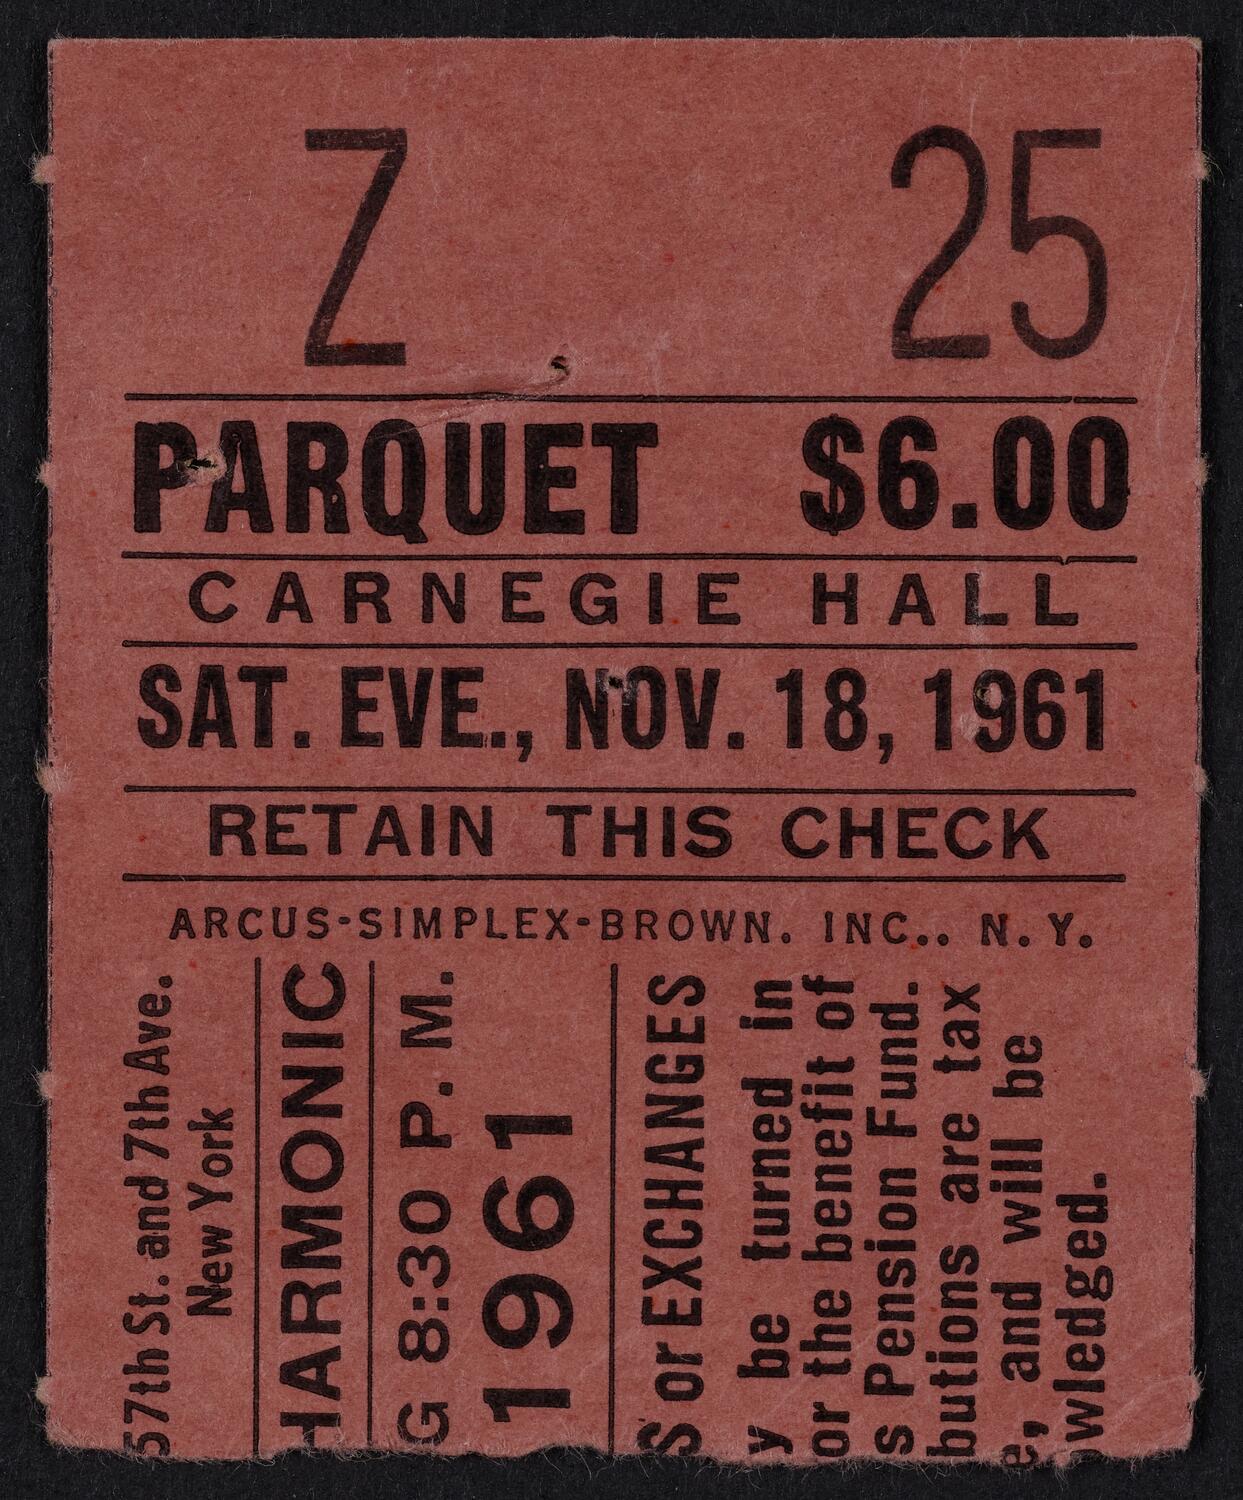 Z 25
PARQUET $6.00
CARNEGIE HALL
SAT. EVE., NOV. 18, 1961
RETAIN THIS CHECK
ARCUS-SIMPLEX-BROWN. INC.. N.Y.
57th St. and 7th Ave.
New York
HARMONIC
G 8:30 P. M.
1961
S or EXCHANGES
y be turned in
or the benefit of
s Pension Fund.
butions are tax
e, and will be
owledged.